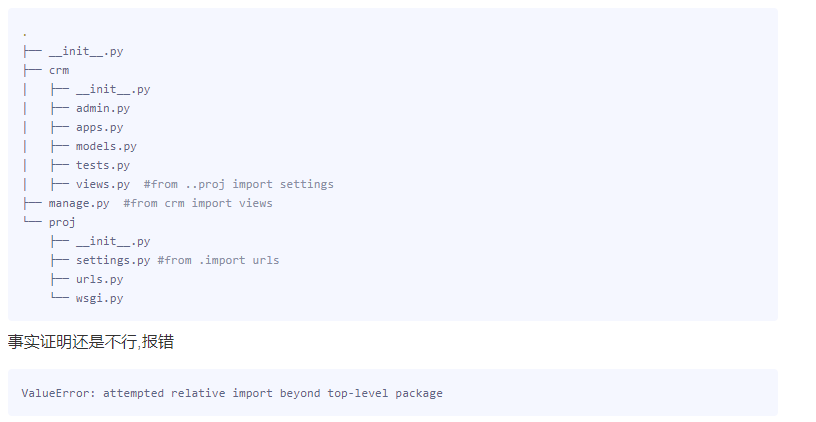 .
├── __init__.py
├── crm
│   ├── __init__.py
│   ├── admin.py
│   ├── apps.py
│   ├── models.py
│   ├── tests.py
│   ├── views.py  #from ..proj import settings
├── manage.py  #from crm import views
└── proj
    ├── __init__.py
    ├── settings.py #from .import urls
    ├── urls.py
    └── wsgi.py
事实证明还是不行,报错
ValueError: attempted relative import beyond top-level package